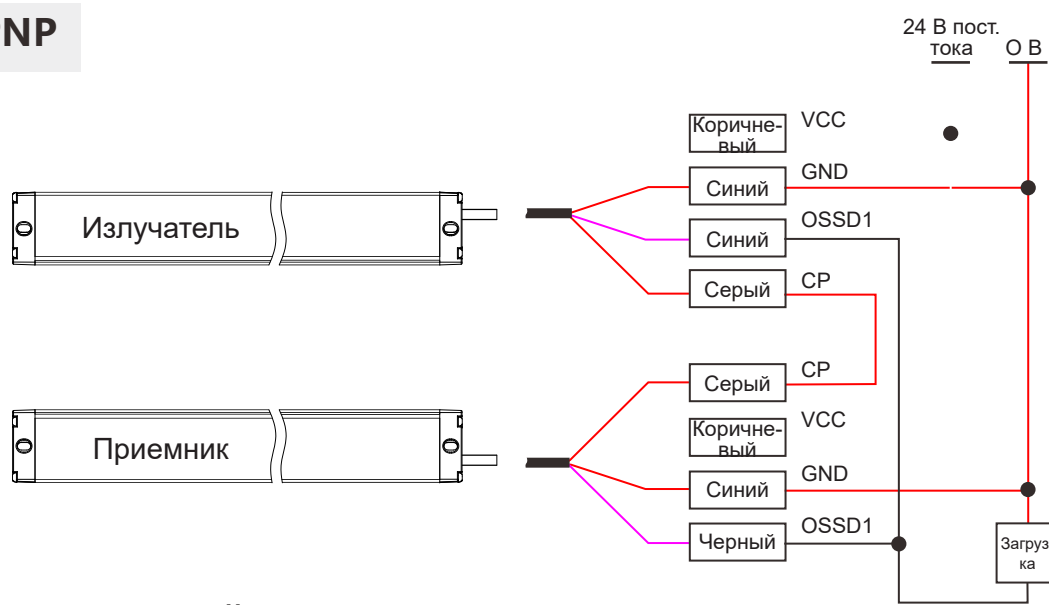 NP
24 В пост.
тока
О В
Коричне-
вый
VCC
Синий
GND
Излучатель
Синий
OSSD1
Серый
CP
Серый
CP
Приемник
Коричне-
вый
VCC
Синий
GND
Черный
OSSD1
Загруз
ка